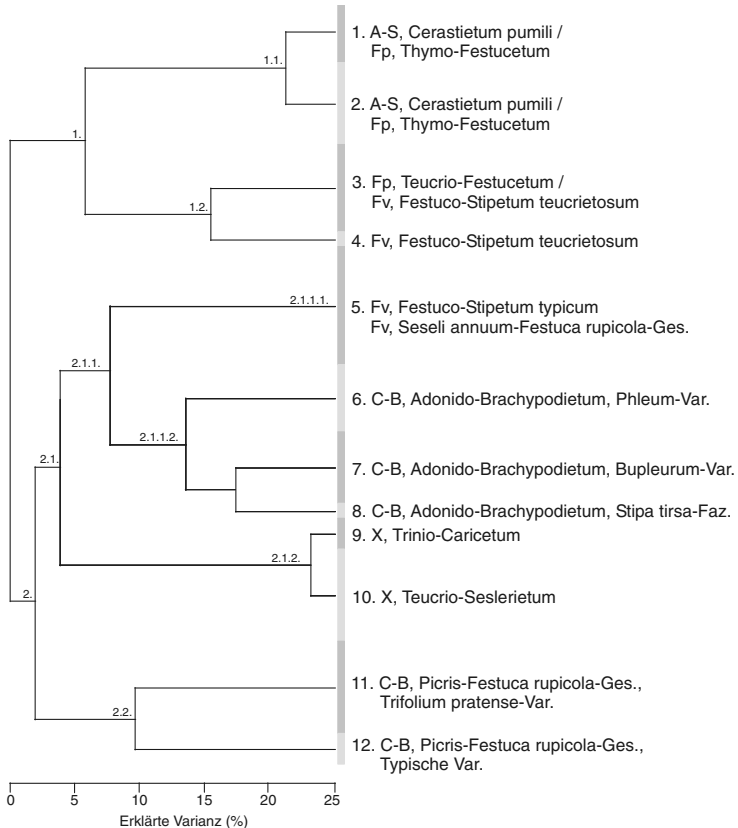 1. A-S, Cerastietum pumili /
Fp, Thymo-Festucetum
1.1.
2. A-S, Cerastietum pumili /
Fp, Thymo-Festucetum
1.
3. Fp, Teucrio-Festucetum /
Fv, Festuco-Stipetum teucrietosum
1.2.
4. Fv, Festuco-Stipetum teucrietosum
2.1.1.1.
5. Fv, Festuco-Stipetum typicum
Fv, Seseli annuum-Festuca rupicola-Ges.
2.1.1.
6. C-B, Adonido-Brachypodietum, Phleum-Var.
2.1.1.2.
2.1.
7. C-B, Adonido-Brachypodietum, Bupleurum-Var.
8. C-B, Adonido-Brachypodietum, Stipa tirsa-Faz.
9. X, Trinio-Caricetum
2.1.2.
10. X, Teucrio-Seslerietum
2.
11. C-B, Picris-Festuca rupicola-Ges.,
Trifolium pratense-Var.
2.2.
12. C-B, Picris-Festuca rupicola-Ges.,
Typische Var.
0 5 10 15 20 25
Erklärte Varianz (%)